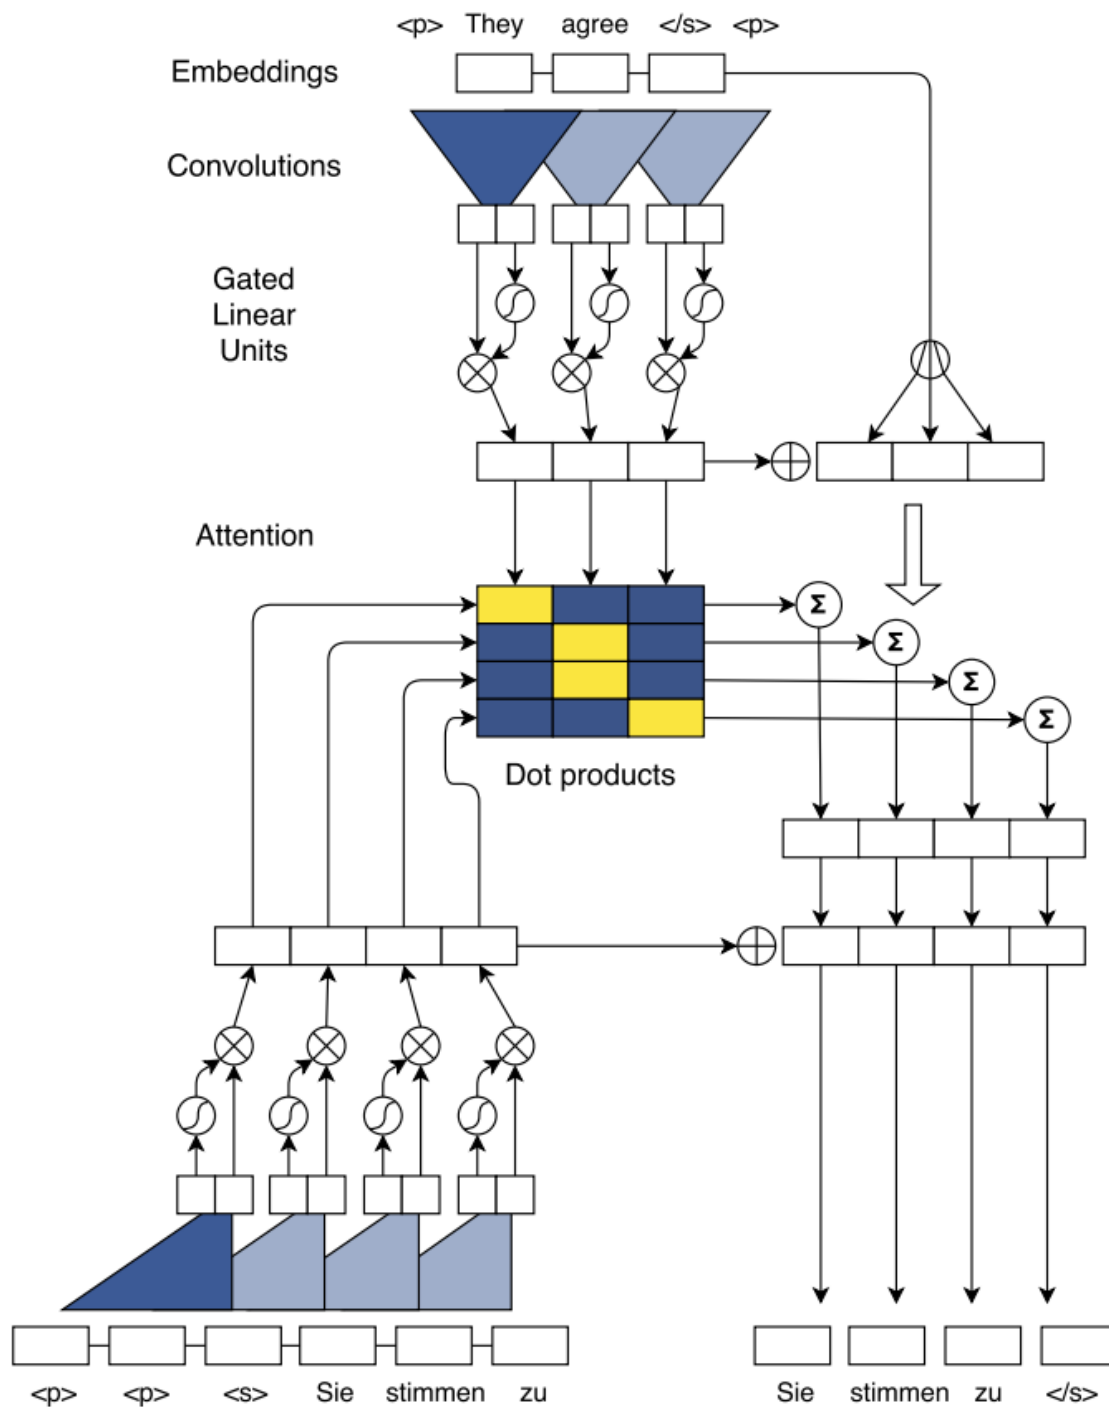 <p> They agree </s> <p>
Embeddings
Convolutions
Gated
Linear
Units
Attention
Σ
Σ
Σ
Σ
Dot products
<p> <p> <s> Sie stimmen zu
Sie stimmen zu </s>